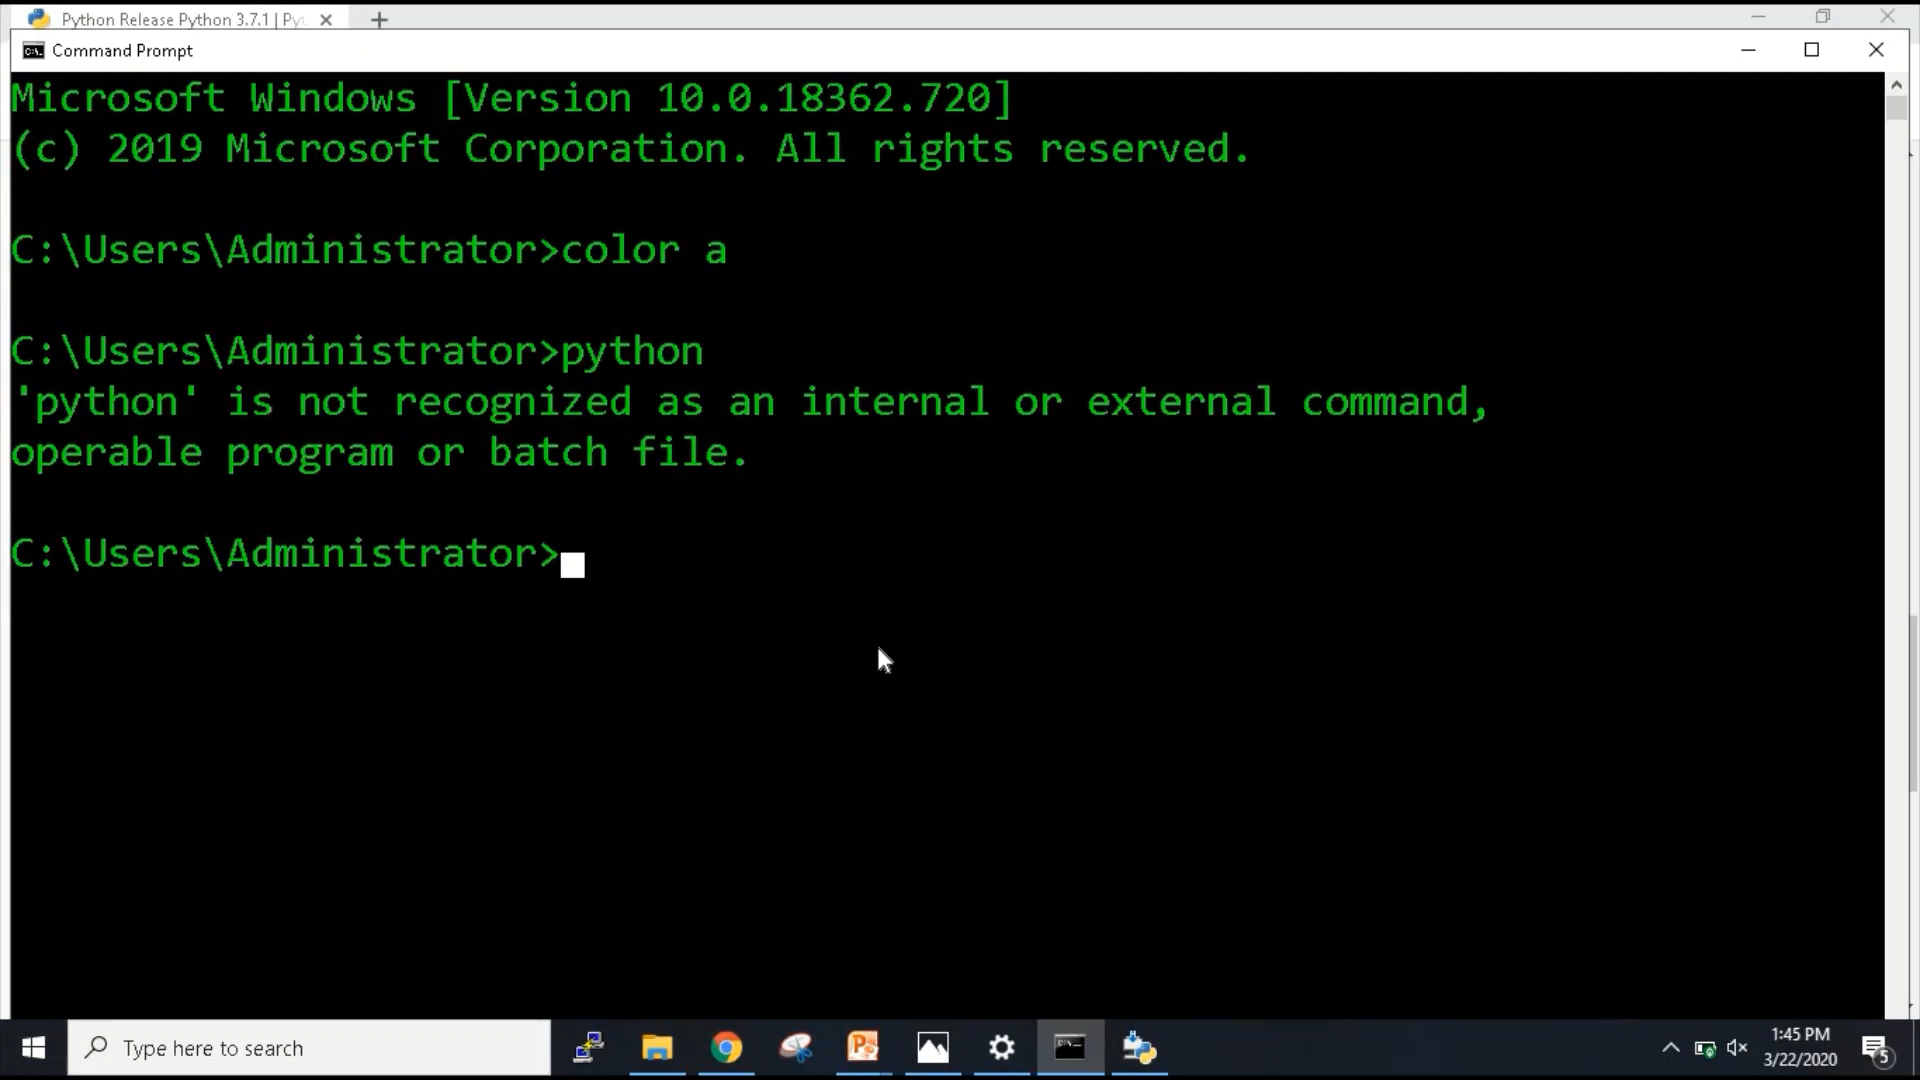 Python Release Python 3.7.1 | Pyt
Command Prompt
Microsoft Windows [Version 10.0.18362.720]
(c) 2019 Microsoft Corporation. All rights reserved.
C:\Users\Administrator>color a
C:\Users\Administrator>python
'python' is not recognized as an internal or external command,
operable program or batch file.
C:\Users\Administrator>
Type here to search
1:45 PM
3/22/2020
5